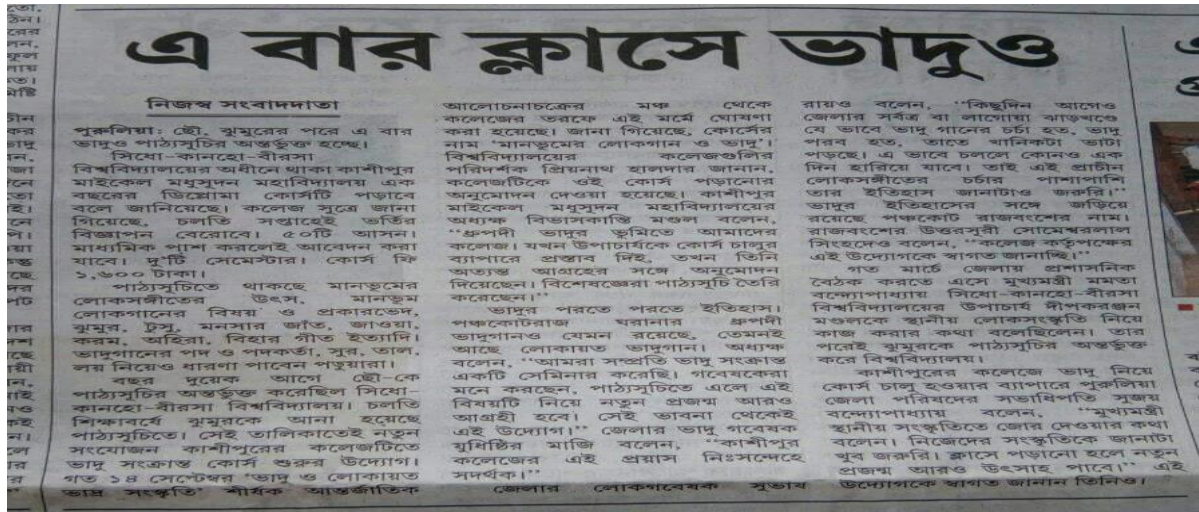 এ বার ক্লাসে ভাদুও
নিজস্ব সংবাদদাতা
পুরুলিয়া: ছৌ, ঝুমুরের পরে এ বার
ভাদুও পাঠ্যসূচির অন্তর্ভুক্ত হচ্ছে।
সিধো-কানহো-বীরসা
বিশ্ববিদ্যালয়ের অধীনে থাকা কাশীপুর
মাইকেল মধুসূদন মহাবিদ্যালয় এক
বছরের ডিপ্লোমা কোর্সটি পড়াবে
বলে জানিয়েছে। কলেজ সূত্রে জানা
গিয়েছে, চলতি সপ্তাহেই ভর্তির
বিজ্ঞাপন বেরোবে। ৫০টি আসন।
মাধ্যমিক পাশ করলেই আবেদন করা
যাবে। দু'টি সেমেস্টার। কোর্স ফি
১,৬০০ টাকা।
পাঠ্যসূচিতে থাকছে মানভূমের
লোকসঙ্গীতের উৎস, মানভূম
লোকগানের বিষয় ও প্রকারভেদ,
ঝুমুর, টুসু, মনসার জাঁত, জাওয়া,
করম, অহিরা, বিহার গীত ইত্যাদি।
ভাদুগানের পদ ও পদকর্তা, সুর, তাল,
লয় নিয়েও ধারণা পাবেন পড়ুয়ারা।
বছর দুয়েক আগে ছৌ-কে
পাঠ্যসূচির অন্তর্ভুক্ত করেছিল সিধো
কানহো-বীরসা বিশ্ববিদ্যালয়। চলতি
শিক্ষাবর্ষে ঝুমুরকে আনা হয়েছে
পাঠ্যসূচিতে। সেই তালিকাতেই নতুন
সংযোজন কাশীপুরের কলেজটিতে
ভাদু সংক্রান্ত কোর্স শুরুর উদ্যোগ।
গত ১৪ সেপ্টেম্বর 'ভাদু ও লোকায়ত
ভাদ্র সংস্কৃতি' শীর্ষক আন্তর্জাতিক
আলোচনাচক্রের মঞ্চ থেকে
কলেজের তরফে এই মর্মে ঘোষণা
করা হয়েছে। জানা গিয়েছে, কোর্সের
নাম 'মানভূমের লোকগান ও ভাদু'।
বিশ্ববিদ্যালয়ের কলেজগুলির
পরিদর্শক প্রিয়নাথ হালদার জানান,
কলেজটিকে ওই কোর্স পড়ানোর
অনুমোদন দেওয়া হয়েছে। কাশীপুর
মাইকেল মধুসূদন মহাবিদ্যালয়ের
অধ্যক্ষ বিভাসকান্তি মণ্ডল বলেন,
"ধ্রুপদী ভাদুর ভূমিতে আমাদের
কলেজ। যখন উপাচার্যকে কোর্স চালুর
ব্যাপারে প্রস্তাব দিই, তখন তিনি
অত্যন্ত আগ্রহের সঙ্গে অনুমোদন
দিয়েছেন। বিশেষজ্ঞেরা পাঠ্যসূচি তৈরি
করেছেন।"
ভাদুর পরতে পরতে ইতিহাস।
পঞ্চকোটরাজ ঘরানার ধ্রুপদী
ভাদুগানও যেমন রয়েছে, তেমনই
আছে লোকায়ত ভাদুগান। অধ্যক্ষ
বলেন, "আমরা সম্প্রতি ভাদু সংক্রান্ত
একটি সেমিনার করেছি। গবেষকেরা
মনে করছেন, পাঠ্যসূচিতে এলে এই
বিষয়টি নিয়ে নতুন প্রজন্ম আরও
আগ্রহী হবে। সেই ভাবনা থেকেই
এই উদ্যোগ।" জেলার ভাদু গবেষক
যুধিষ্ঠির মাজি বলেন, "কাশীপুর
কলেজের এই প্রয়াস নিঃসন্দেহে
সদর্থক।"
জেলার লোকগবেষক সুভাষ
রায়ও বলেন, "কিছুদিন আগেও
জেলার সর্বত্র বা লাগোয়া ঝাড়খণ্ডে
যে ভাবে ভাদু গানের চর্চা হত, ভাদু
পরব হত, তাতে খানিকটা ভাটা
পড়ছে। এ ভাবে চললে কোনও এক
দিন হারিয়ে যাবে। তাই এই প্রাচীন
লোকসঙ্গীতের চর্চার পাশাপাশি
তার ইতিহাস জানাটাও জরুরি।"
ভাদুর ইতিহাসের সঙ্গে জড়িয়ে
রয়েছে পঞ্চকোট রাজবংশের নাম।
রাজবংশের উত্তরসূরী সোমেশ্বরলাল
সিংহদেও বলেন, "কলেজ কর্তৃপক্ষের
এই উদ্যোগকে স্বাগত জানাচ্ছি।"
গত মার্চে জেলায় প্রশাসনিক
বৈঠক করতে এসে মুখ্যমন্ত্রী মমতা
বন্দ্যোপাধ্যায় সিধো-কানহো-বীরসা
বিশ্ববিদ্যালয়ের উপাচার্য দীপকরঞ্জন
মণ্ডলকে স্থানীয় লোকসংস্কৃতি নিয়ে
কাজ করার কথা বলেছিলেন। তার
পরেই ঝুমুরকে পাঠ্যসূচির অন্তর্ভুক্ত
করে বিশ্ববিদ্যালয়।
কাশীপুরের কলেজে ভাদু নিয়ে
কোর্স চালু হওয়ার ব্যাপারে পুরুলিয়া
জেলা পরিষদের সভাধিপতি সুজয়
বন্দ্যোপাধ্যায় বলেন, "মুখ্যমন্ত্রী
স্থানীয় সংস্কৃতিতে জোর দেওয়ার কথা
বলেন। নিজেদের সংস্কৃতিকে জানাটা
খুব জরুরি। ক্লাসে পড়ানো হলে নতুন
প্রজন্ম আরও উৎসাহ পাবে।" এই
উদ্যোগকে স্বাগত জানান তিনিও।